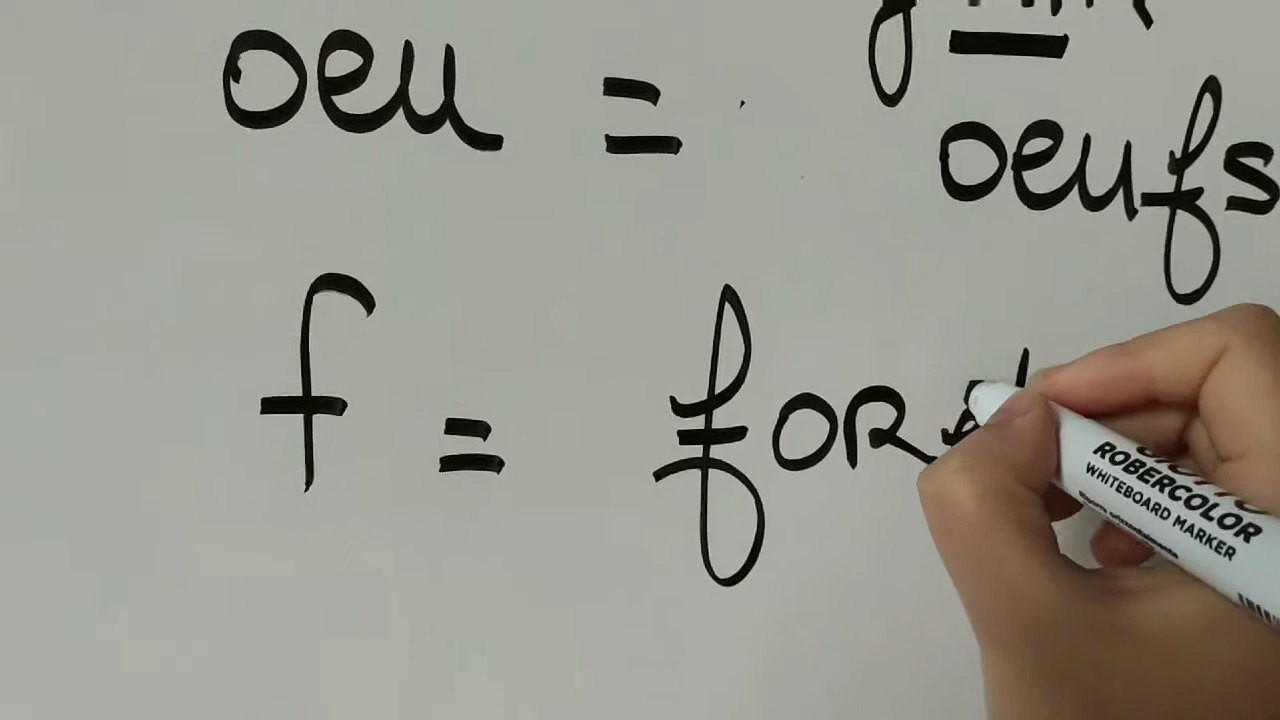 oeu =
oeufs
f = for
ROBERCOLOR
WHITEBOARD MARKER